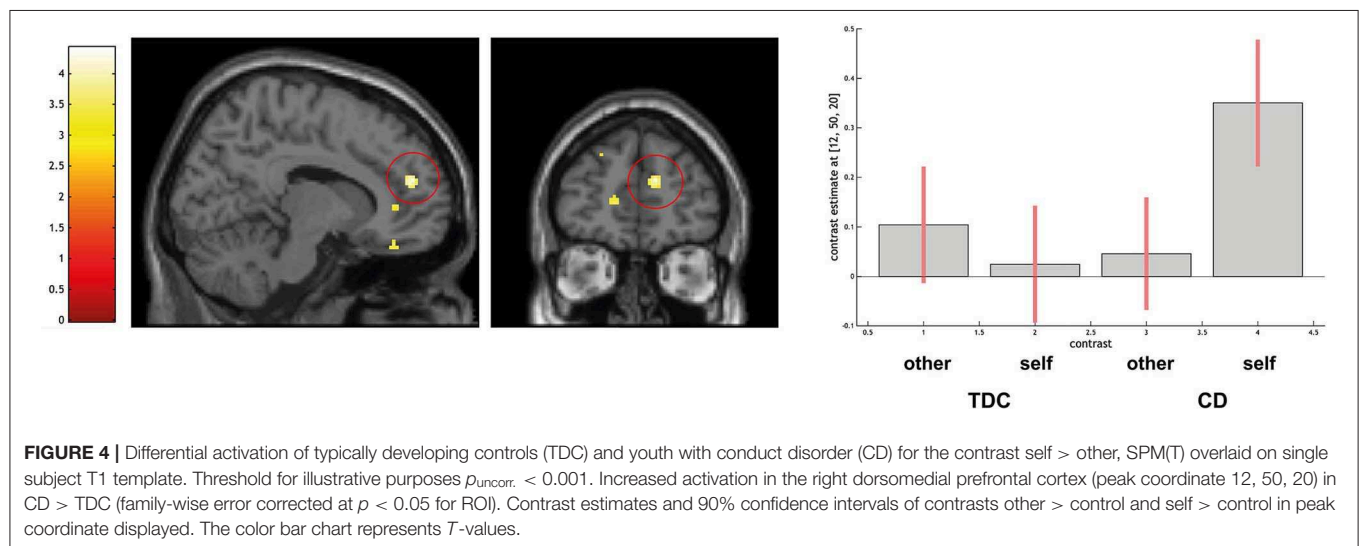 4
3.5
3
2.5
2
1.5
1
0.5
0
contrast estimate at [12, 50, 20]
0.5
0.4
0.3
0.2
0.1
0
-0.1
0.5 1 1.5 2 2.5 3 3.5 4 4.5
contrast
other self other self
TDC CD
FIGURE 4 | Differential activation of typically developing controls (TDC) and youth with conduct disorder (CD) for the contrast self > other, SPM(T) overlaid on single
subject T1 template. Threshold for illustrative purposes puncorr. < 0.001. Increased activation in the right dorsomedial prefrontal cortex (peak coordinate 12, 50, 20) in
CD > TDC (family-wise error corrected at p < 0.05 for ROI). Contrast estimates and 90% confidence intervals of contrasts other > control and self > control in peak
coordinate displayed. The color bar chart represents T-values.